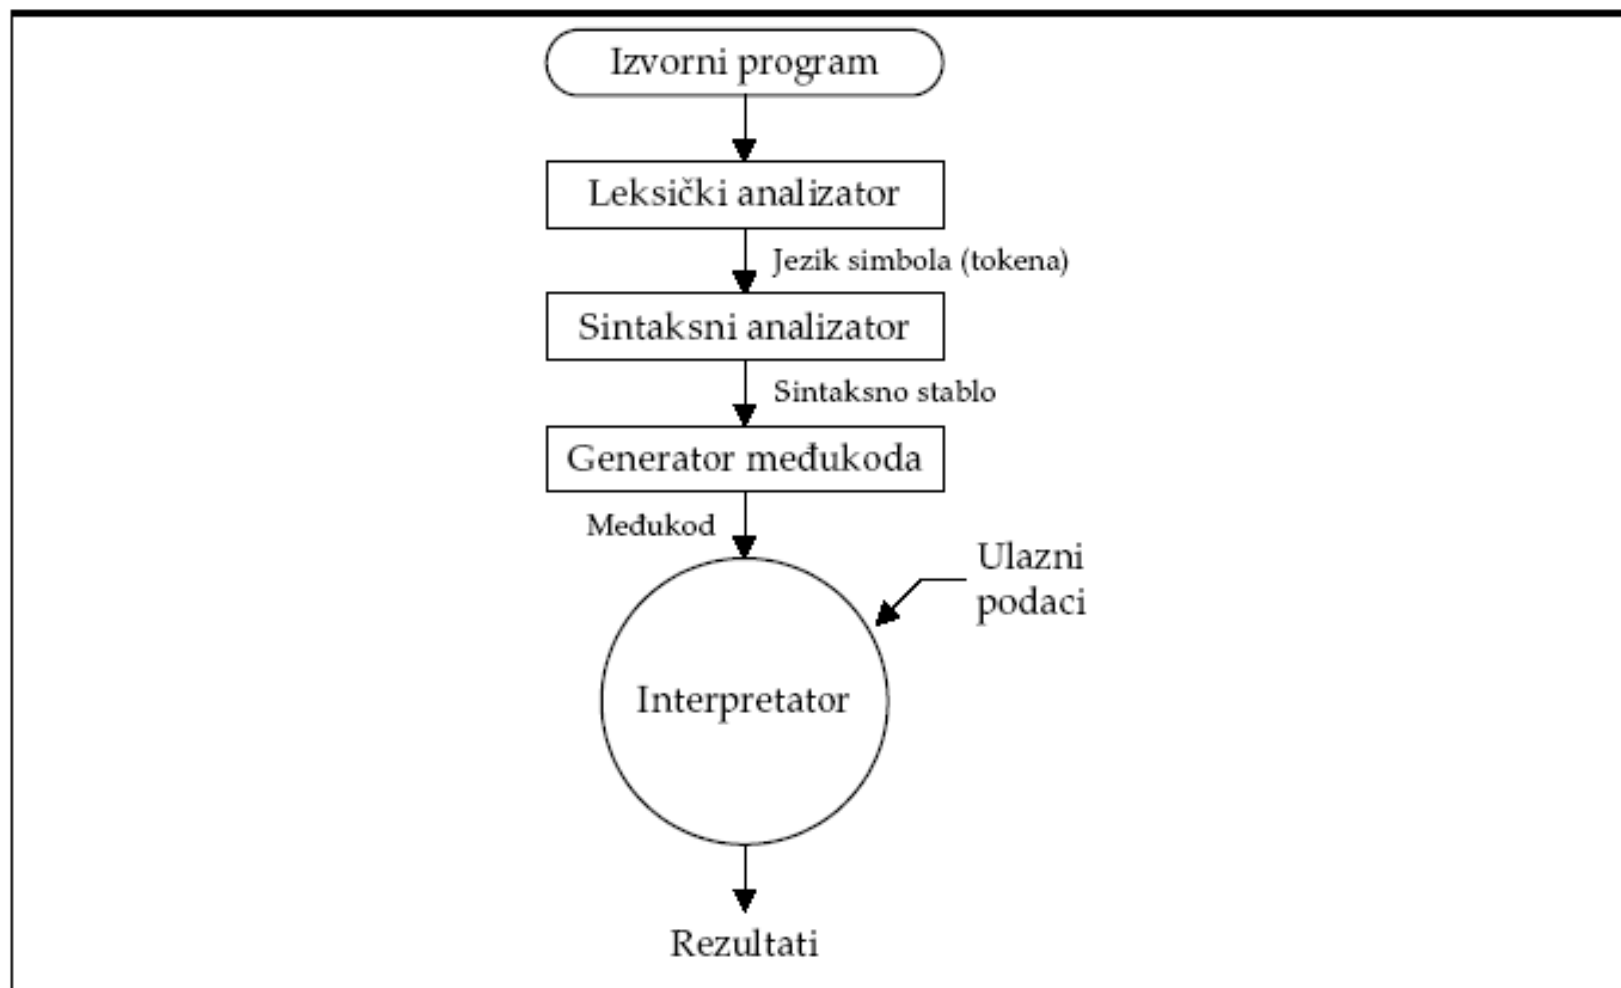 Izvorni program
Leksički analizator
Jezik simbola (tokena)
Sintaksni analizator
Sintaksno stablo
Generator međukoda
Međukod
Ulazni
podaci
Interpretator
Rezultati